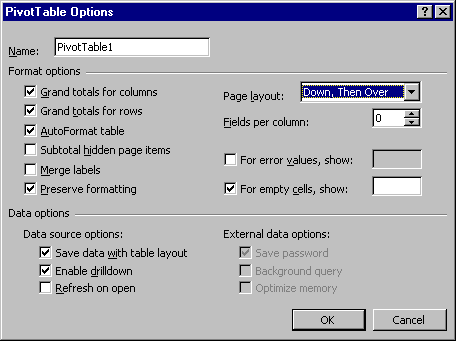 PivotTable Options
Name: PivotTable1
Format options
Grand totals for columns
Grand totals for rows
AutoFormat table
Subtotal hidden page items
Merge labels
Preserve formatting
Page layout: Down, Then Over
Fields per column: 0
For error values, show:
For empty cells, show:
Data options
Data source options:
Save data with table layout
Enable drilldown
Refresh on open
External data options:
Save password
Background query
Optimize memory
OK Cancel